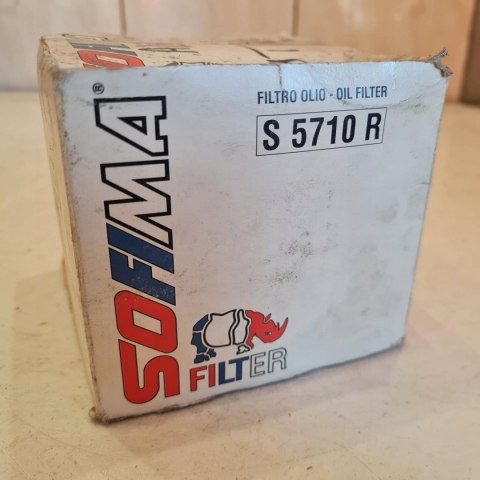 SOFIMA®
FILTRO OLIO - OIL FILTER
S 5710 R
FILTER